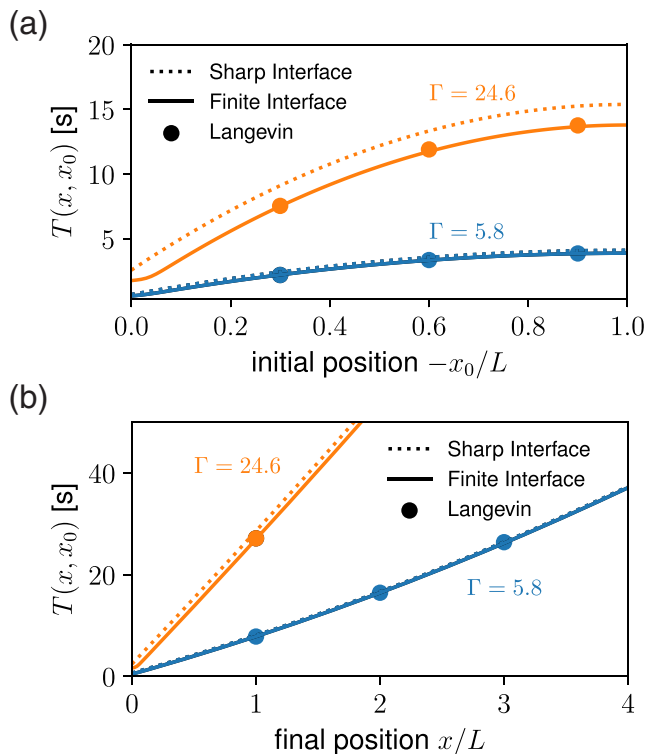 (a)
20
15
10
5
T(x, x₀) [s]
Sharp Interface
Finite Interface
Langevin
Γ = 24.6
Γ = 5.8
0.0 0.2 0.4 0.6 0.8 1.0
initial position −x₀/L
(b)
40
20
0
T(x, x₀) [s]
Γ = 24.6
Sharp Interface
Finite Interface
Langevin
Γ = 5.8
0 1 2 3 4
final position x/L